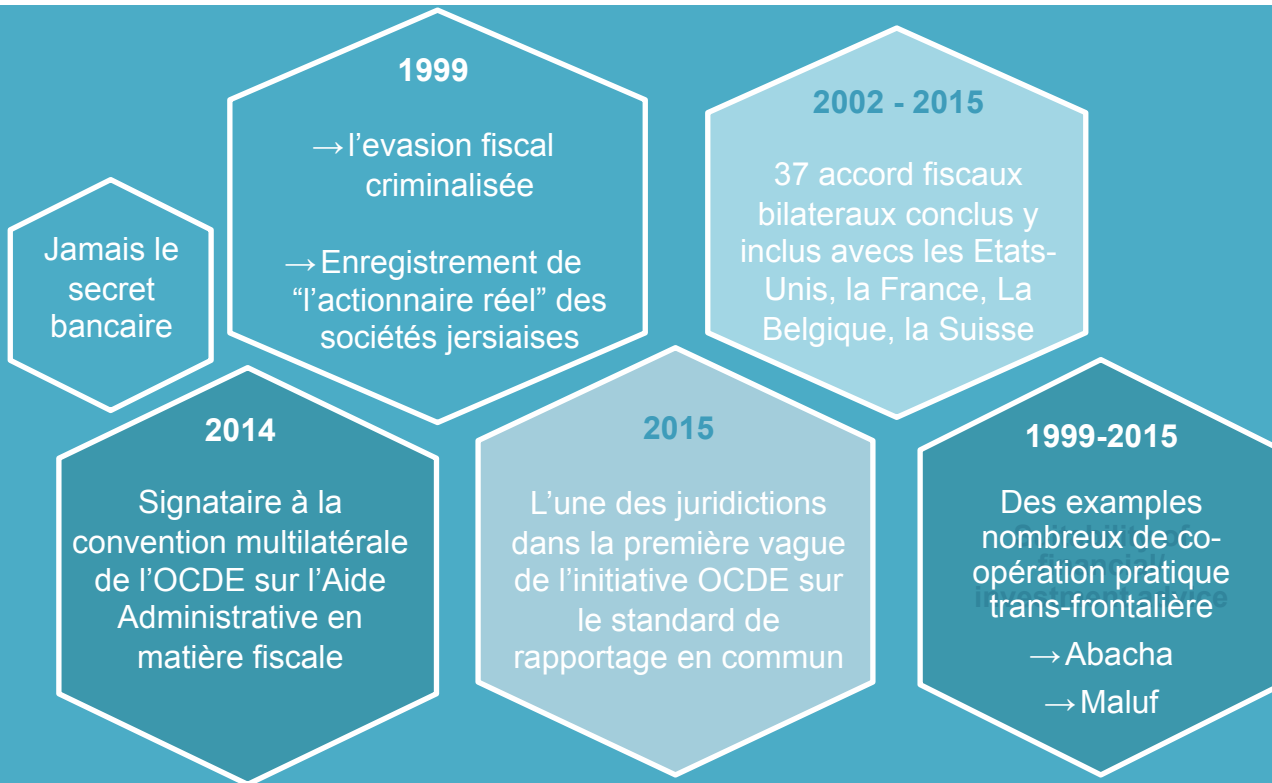 Jamais le
secret
bancaire
1999
→l’evasion fiscal
criminalisée
→Enregistrement de
“l’actionnaire réel” des
sociétés jersiaises
2002 - 2015
37 accord fiscaux
bilateraux conclus y
inclus avecs les Etats-
Unis, la France, La
Belgique, la Suisse
2014
Signataire à la
convention multilatérale
de l’OCDE sur l’Aide
Administrative en
matière fiscale
2015
L’une des juridictions
dans la première vague
de l’initiative OCDE sur
le standard de
rapportage en commun
1999-2015
Des examples
nombreux de co-
opération pratique
trans-frontalière
→Abacha
→Maluf
investment advice